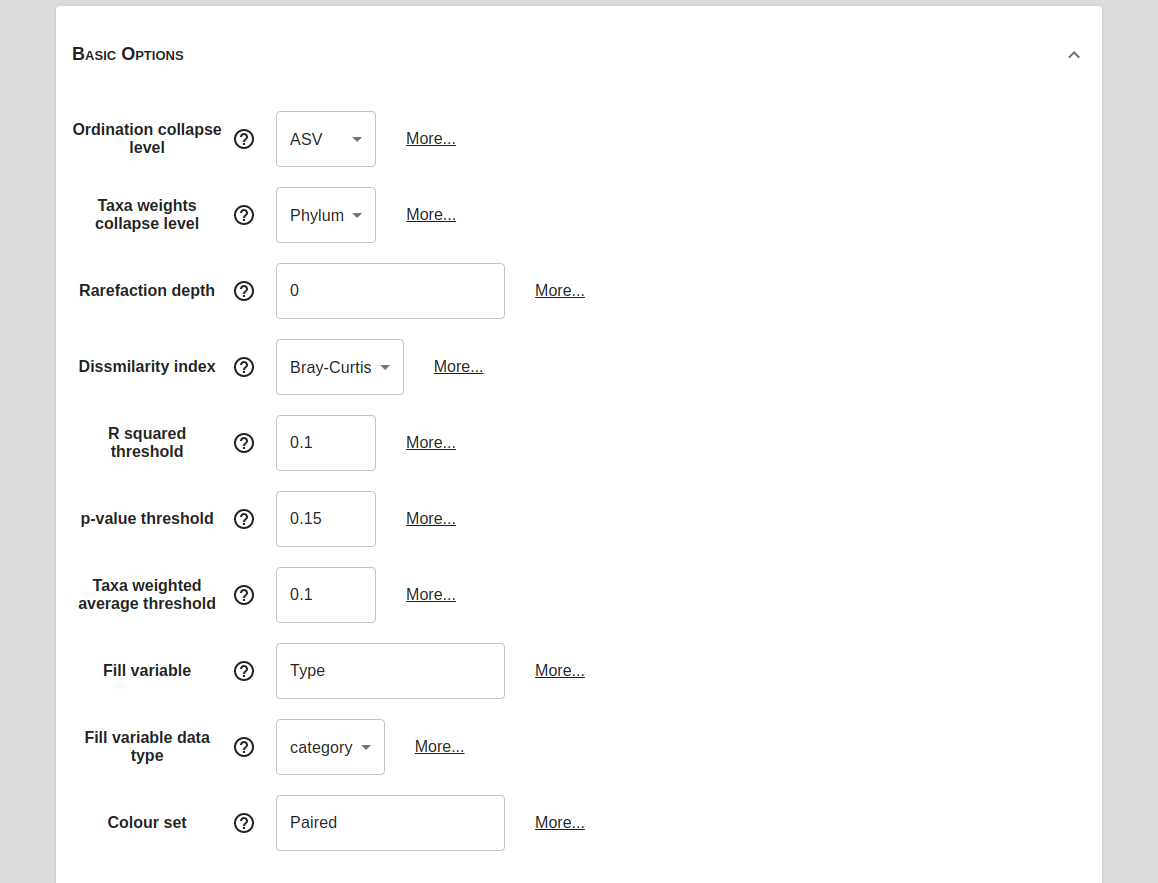 Basic Options
Ordination collapse
level
ASV
More...
Taxa weights
collapse level
Phylum
More...
Rarefaction depth
0
More...
Dissmilarity index
Bray-Curtis
More...
R squared
threshold
0.1
More...
p-value threshold
0.15
More...
Taxa weighted
average threshold
0.1
More...
Fill variable
Type
More...
Fill variable data
type
category
More...
Colour set
Paired
More...